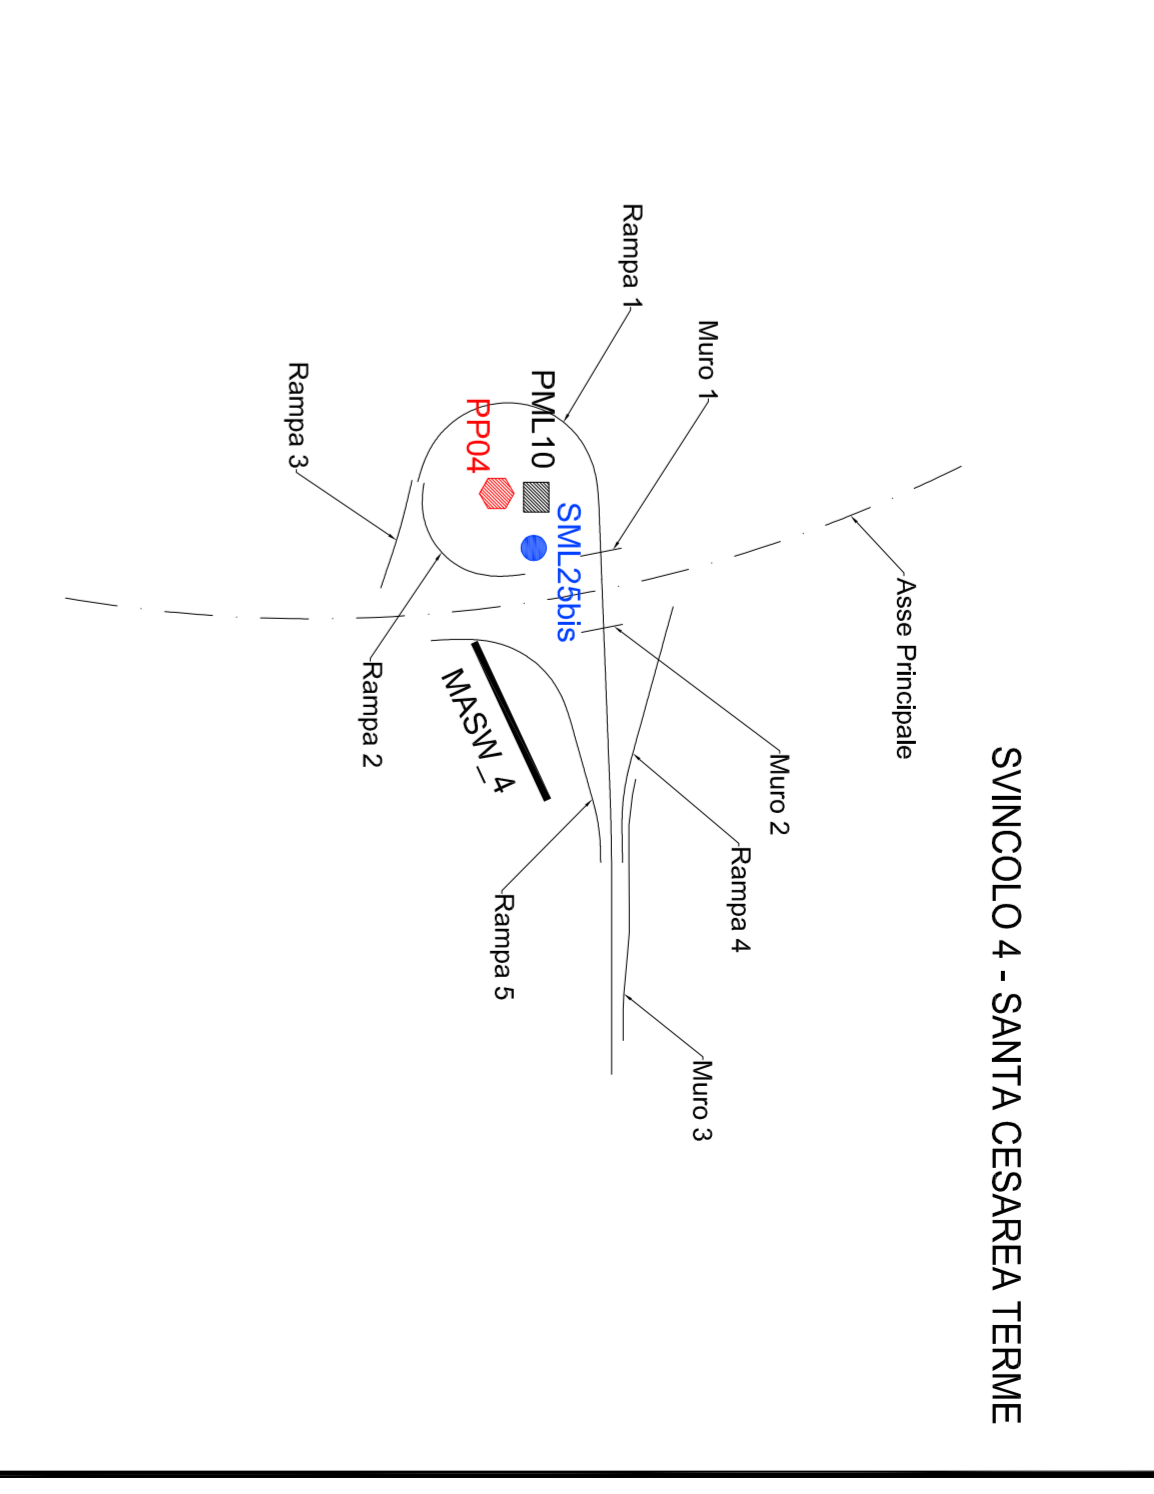 SVINCOLO 4 - SANTA CESAREA TERME
Asse Principale
Muro 1
Muro 2
Rampa 4
Muro 3
Rampa 1
SML25bis
PML10
PP04
Rampa 5
MASW_4
Rampa 2
Rampa 3